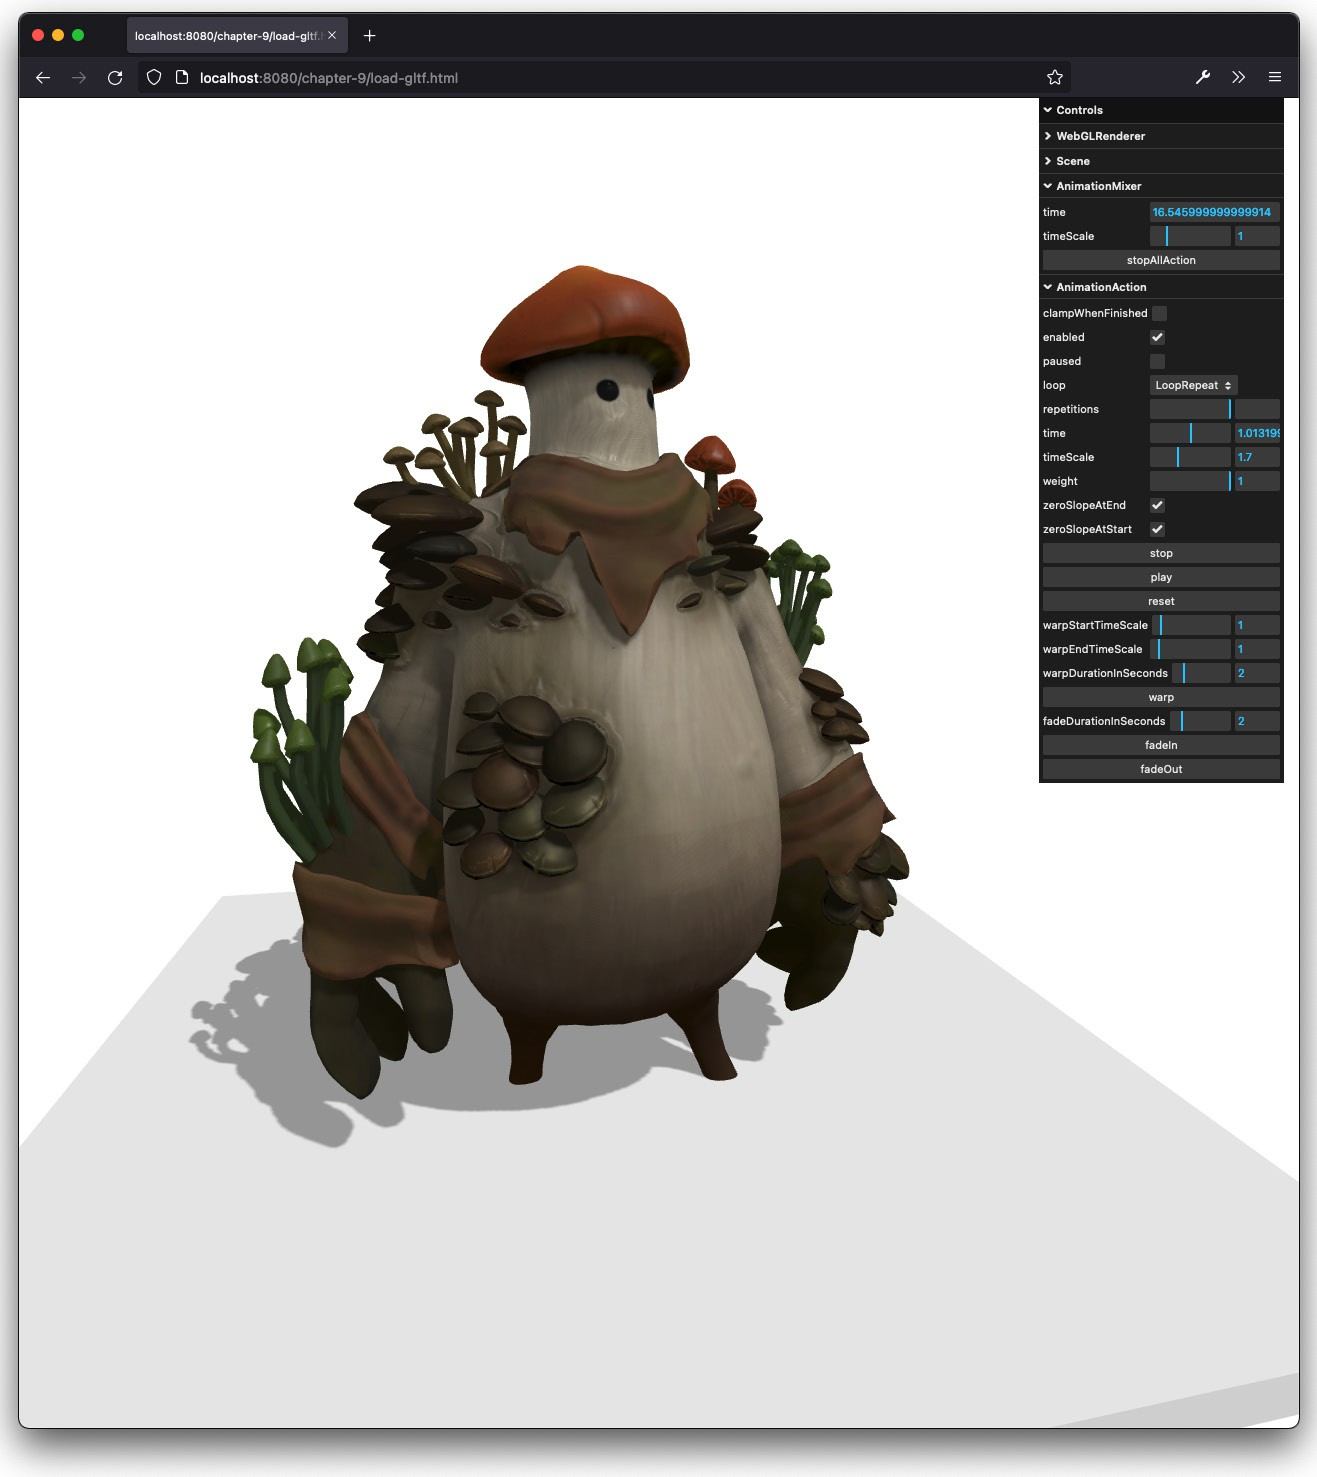 localhost:8080/chapter-9/load-gltf.
localhost:8080/chapter-9/load-gltf.html
Controls
WebGLRenderer
Scene
AnimationMixer
time 16.545999999999914
timeScale 1
stopAllAction
AnimationAction
clampWhenFinished
enabled
paused
loop LoopRepeat
repetitions
time 1.013199
timeScale 1.7
weight 1
zeroSlopeAtEnd
zeroSlopeAtStart
stop
play
reset
warpStartTimeScale 1
warpEndTimeScale 1
warpDurationInSeconds 2
warp
fadeDurationInSeconds 2
fadeIn
fadeOut